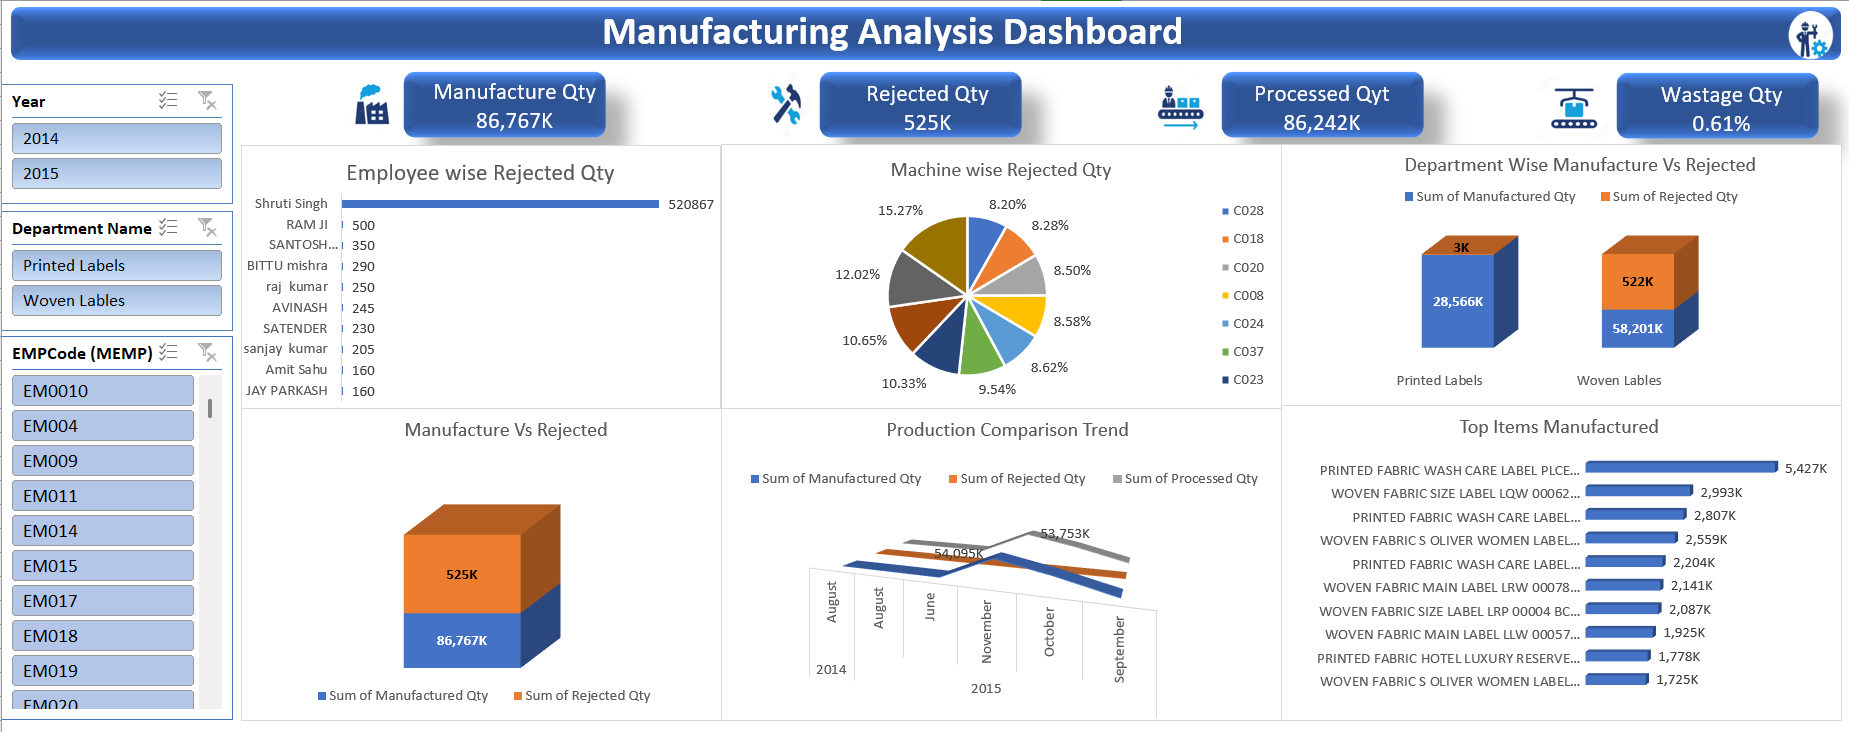 Manufacturing Analysis Dashboard
Year
2014
2015
Department Name
Printed Labels
Woven Lables
EMPCode (MEMP)
EM0010
EM004
EM009
EM011
EM014
EM015
EM017
EM018
EM019
EM020
Manufacture Qty
86,767K
Rejected Qty
525K
Processed Qyt
86,242K
Wastage Qty
0.61%
Employee wise Rejected Qty
Shruti Singh 520867
RAM JI 500
SANTOSH... 350
BITTU mishra 290
raj kumar 250
AVINASH 245
SATENDER 230
sanjay kumar 205
Amit Sahu 160
JAY PARKASH 160
Machine wise Rejected Qty
8.20%
8.28%
8.50%
8.58%
8.62%
9.54%
10.33%
10.65%
12.02%
15.27%
C028
C018
C020
C008
C024
C037
C023
Department Wise Manufacture Vs Rejected
Sum of Manufactured Qty Sum of Rejected Qty
3K
28,566K
522K
58,201K
Printed Labels Woven Lables
Manufacture Vs Rejected
525K
86,767K
Sum of Manufactured Qty Sum of Rejected Qty
Production Comparison Trend
Sum of Manufactured Qty Sum of Rejected Qty Sum of Processed Qty
53,753K
54,095K
August
August
June
November
October
September
2014
2015
Top Items Manufactured
PRINTED FABRIC WASH CARE LABEL PLCE... 5,427K
WOVEN FABRIC SIZE LABEL LQW 00062... 2,993K
PRINTED FABRIC WASH CARE LABEL... 2,807K
WOVEN FABRIC S OLIVER WOMEN LABEL... 2,559K
PRINTED FABRIC WASH CARE LABEL... 2,204K
WOVEN FABRIC MAIN LABEL LRW 00078... 2,141K
WOVEN FABRIC SIZE LABEL LRP 00004 BC... 2,087K
WOVEN FABRIC MAIN LABEL LLW 00057... 1,925K
PRINTED FABRIC HOTEL LUXURY RESERVE... 1,778K
WOVEN FABRIC S OLIVER WOMEN LABEL... 1,725K